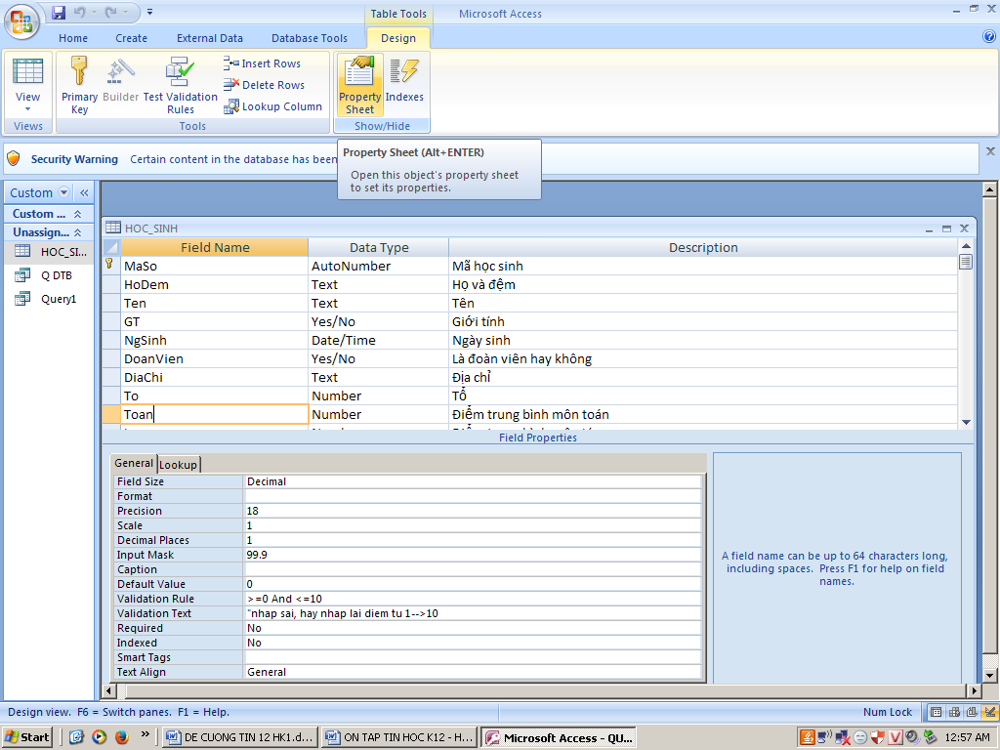 Table Tools
Microsoft Access
Home
Create
External Data
Database Tools
Design
View
Primary Key
Builder
Test Validation Rules
Insert Rows
Delete Rows
Lookup Column
Property Sheet
Indexes
Views
Tools
Show/Hide
Security Warning
Certain content in the database has been
Property Sheet (Alt+ENTER)
Open this object's property sheet
to set its properties.
Custom
Custom ...
Unassign...
HOC_SI...
Q DTB
Query1
HOC_SINH
Field Name Data Type Description
MaSo AutoNumber Mã học sinh
HoDem Text Họ và đệm
Ten Text Tên
GT Yes/No Giới tính
NgSinh Date/Time Ngày sinh
DoanVien Yes/No Là đoàn viên hay không
DiaChi Text Địa chỉ
To Number Tổ
Toan Number Điểm trung bình môn toán
Field Properties
General Lookup
Field Size Decimal
Format
Precision 18
Scale 1
Decimal Places 1
Input Mask 99.9
Caption
Default Value 0
Validation Rule >=0 And <=10
Validation Text "nhap sai, hay nhap lai diem tu 1-->10
Required No
Indexed No
Smart Tags
Text Align General
A field name can be up to 64 characters long,
including spaces. Press F1 for help on field
names.
Design view. F6 = Switch panes. F1 = Help.
Num Lock
Start
DE CUONG TIN 12 HK1.d...
ON TAP TIN HOC K12 - H...
Microsoft Access - QU...
12:57 AM